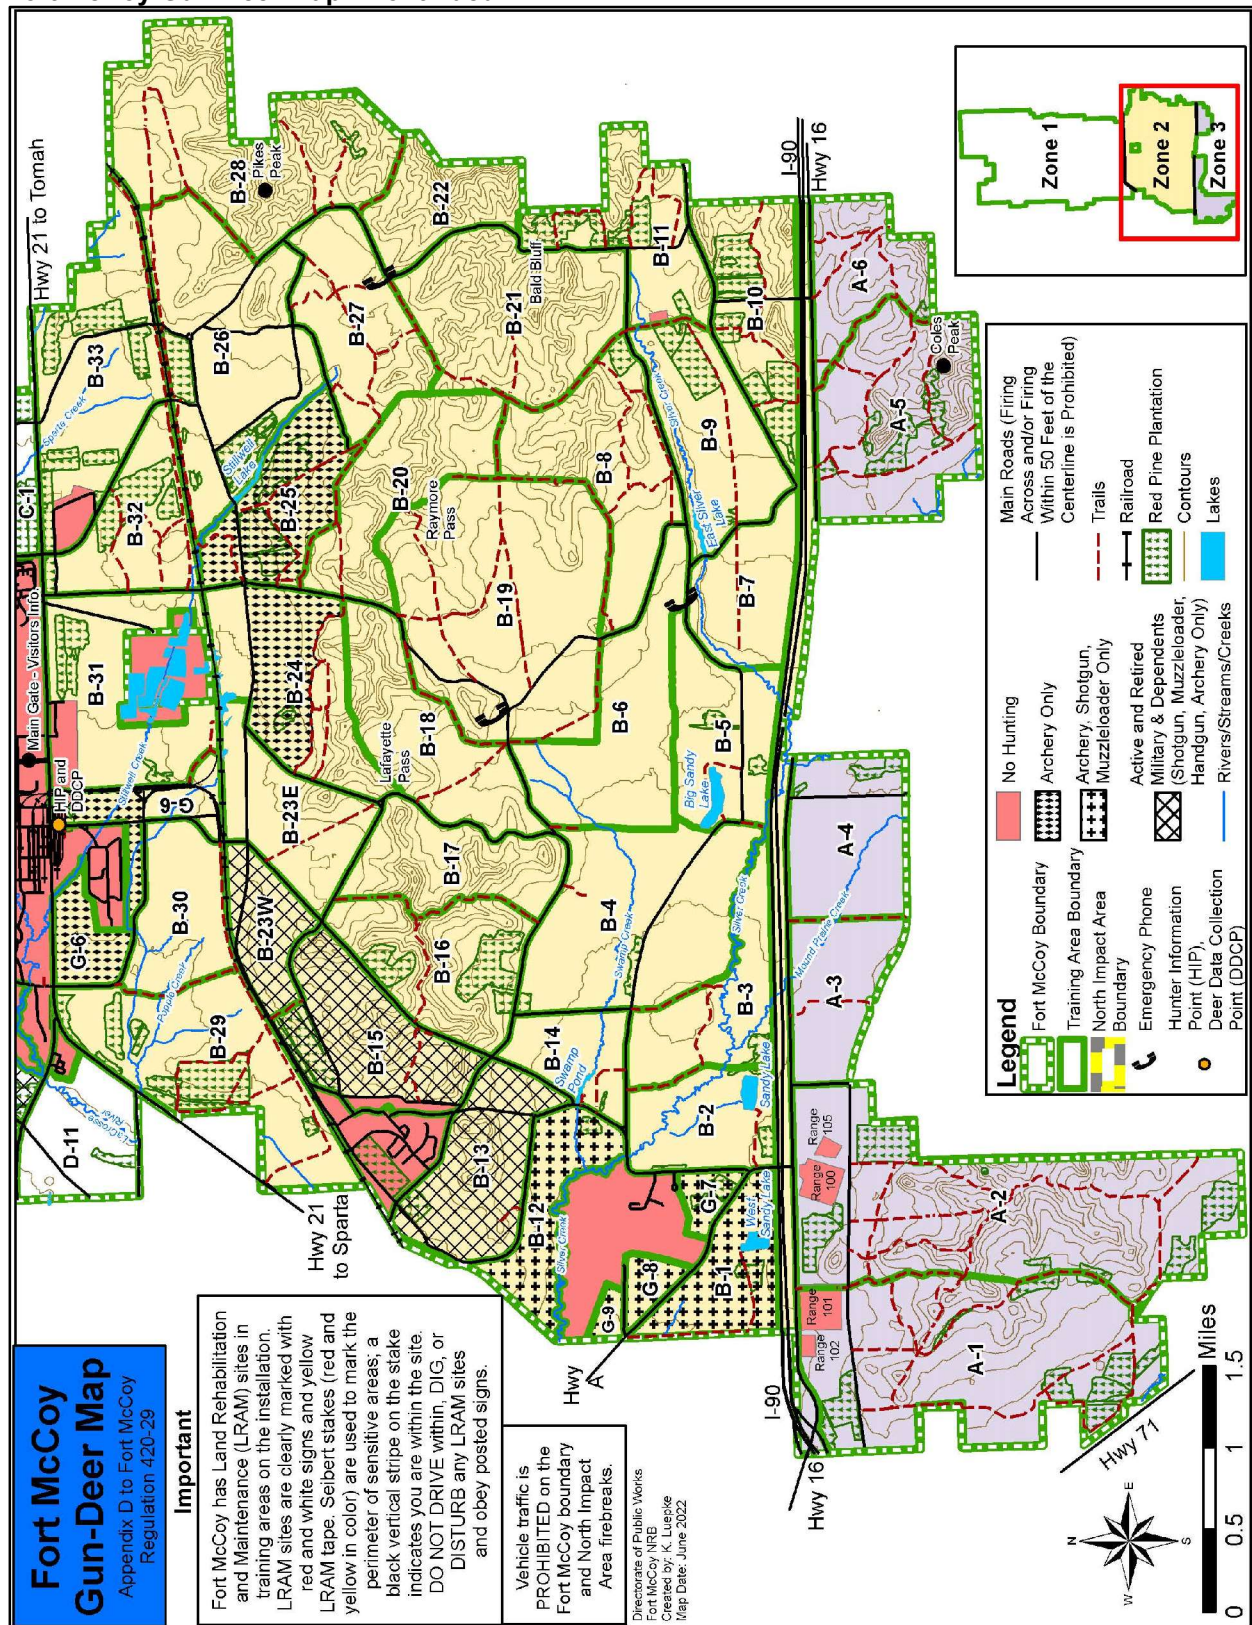 Fort McCoy
Gun-Deer Map
Appendix D to Fort McCoy
Regulation 420-29
Important
Fort McCoy has Land Rehabilitation
and Maintenance (LRAM) sites in
training areas on the installation.
LRAM sites are clearly marked with
red and white signs and yellow
LRAM tape. Seibert stakes (red and
yellow in color) are used to mark the
perimeter of sensitive areas; a
black vertical stripe on the stake
indicates you are within the site.
DO NOT DRIVE within, DIG, or
DISTURB any LRAM sites
and obey posted signs.
Vehicle traffic is
PROHIBITED on the
Fort McCoy boundary
and North Impact
Area firebreaks.
Directorate of Public Works
Fort McCoy NRB
Created by: K. Luepke
Map Date: June 2022
Hwy 21 to Tomah
Main Gate - Visitors Info.
HIP and
DDCP
Hwy 21
to Sparta
Hwy
A
C-1
D-11
G-6
G-6
B-33
B-32
B-31
B-30
B-29
B-28
Pikes
Peak
B-27
B-26
B-25
B-24
B-23E
B-23W
B-22
B-21
Bald Bluff
B-20
Raymore
Pass
B-19
B-18
Lafayette
Pass
B-17
B-16
B-15
B-14
B-13
B-12
B-11
B-10
B-9
B-8
B-7
B-6
B-5
B-4
B-3
B-2
B-1
G-7
G-8
G-9
Sparta Creek
Stillwell
Lake
Stillwell Creek
Popple Creek
LaCrosse
River
Silver Creek
East Silver
Lake
Big Sandy
Lake
Swamp Creek
Swamp
Pond
Silver Creek
Silver Creek
Sandy Lake
West
Sandy Lake
Mound Prairie Creek
I-90
Hwy 16
A-6
A-5
Coles
Peak
A-4
A-3
A-2
A-1
Range
105
Range
100
Range
101
Range
102
I-90
Hwy 16
Hwy 71
Zone 1
Zone 2
Zone 3
Legend
Fort McCoy Boundary
Training Area Boundary
North Impact Area
Boundary
Emergency Phone
Hunter Information
Point (HIP),
Deer Data Collection
Point (DDCP)
No Hunting
Archery Only
Archery, Shotgun,
Muzzleloader Only
Active and Retired
Military & Dependents
(Shotgun, Muzzleloader,
Handgun, Archery Only)
Rivers/Streams/Creeks
Main Roads (Firing
Across and/or Firing
Within 50 Feet of the
Centerline is Prohibited)
Trails
Railroad
Red Pine Plantation
Contours
Lakes
N
E
S
W
0 0.5 1 1.5
Miles